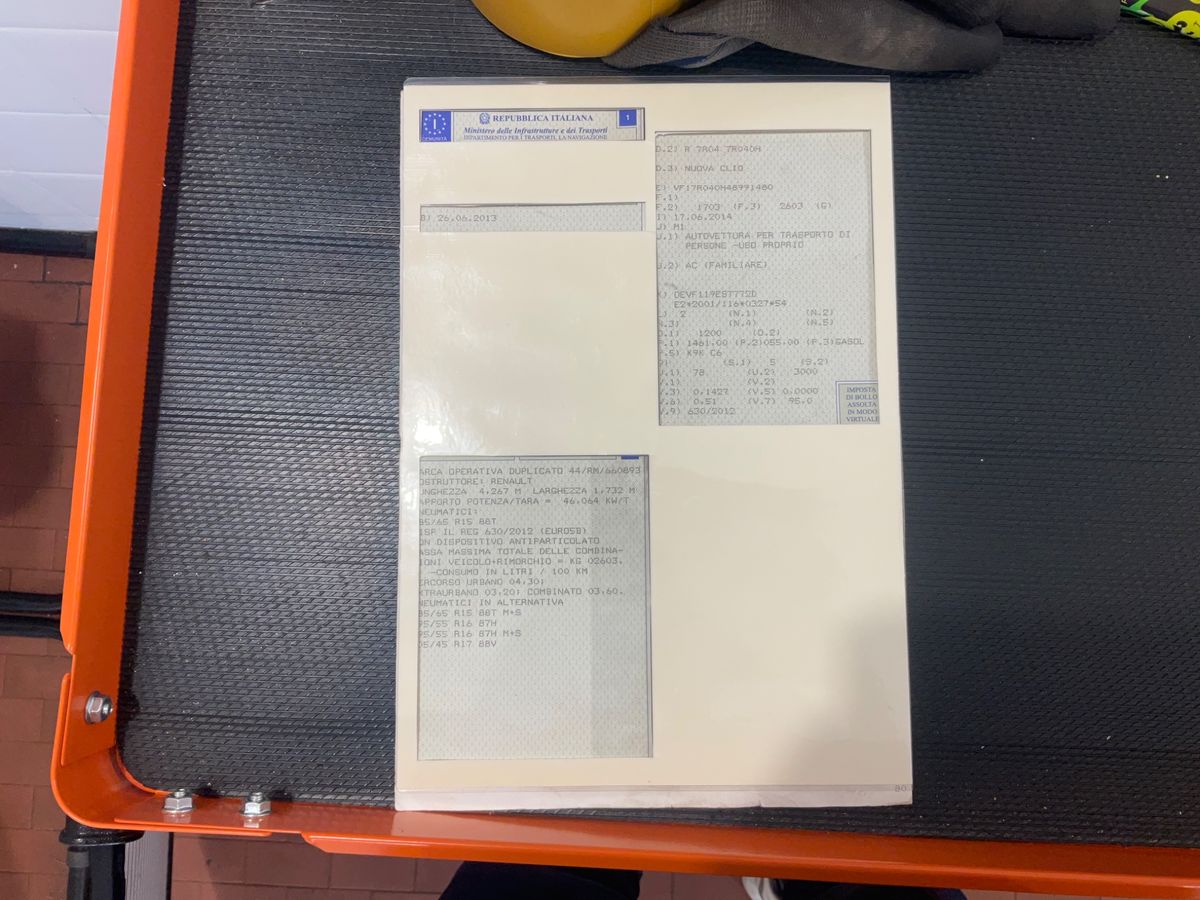 REPUBBLICA ITALIANA
1
Ministero delle Infrastrutture e dei Trasporti
DIPARTIMENTO PER I TRASPORTI, LA NAVIGAZIONE
I
B) 26.06.2013
D.2) R 7R04 7R040H
D.3) NUOVA CLIO
E) VF17R040H48991480
F.1)
F.2) 1703 (F.3) 2603 (G)
I) 17.06.2014
J) M1
J.1) AUTOVETTURA PER TRASPORTO DI
PERSONE -USO PROPRIO
J.2) AC (FAMILIARE)
K) OEVF119EST772D
E2*2001/116*0327*54
L) 2 (N.1) (N.2)
N.3) (N.4) (N.5)
O.1) 1200 (O.2)
P.1) 1461.00 (P.2)055.00 (P.3)GASOL
P.5) K9K C6
(S.1) 5 (S.2)
U.1) 78 (U.2) 3000
V.1) (V.2)
V.3) 0.1427 (V.5) 0.0000
V.6) 0.51 (V.7) 95.0
V.9) 630/2012
IMPOSTA
DI BOLLO
ASSOLTA
IN MODO
VIRTUALE
ARCA OPERATIVA DUPLICATO 44/RM/660893
OSTRUTTORE: RENAULT
UNGHEZZA 4,267 M LARGHEZZA 1,732 M
APPORTO POTENZA/TARA = 46,064 KW/T
NEUMATICI:
85/65 R15 88T
ISP IL REG 630/2012 (EURO5B)
ON DISPOSITIVO ANTIPARTICOLATO
ASSA MASSIMA TOTALE DELLE COMBINA-
IONI VEICOLO+RIMORCHIO = KG 02603.
-CONSUMO IN LITRI / 100 KM
ERCORSO URBANO 04,30;
XTRAURBANO 03,20; COMBINATO 03,60.
NEUMATICI IN ALTERNATIVA
85/65 R15 88T M+S
95/55 R16 87H
95/55 R16 87H M+S
05/45 R17 88V
80